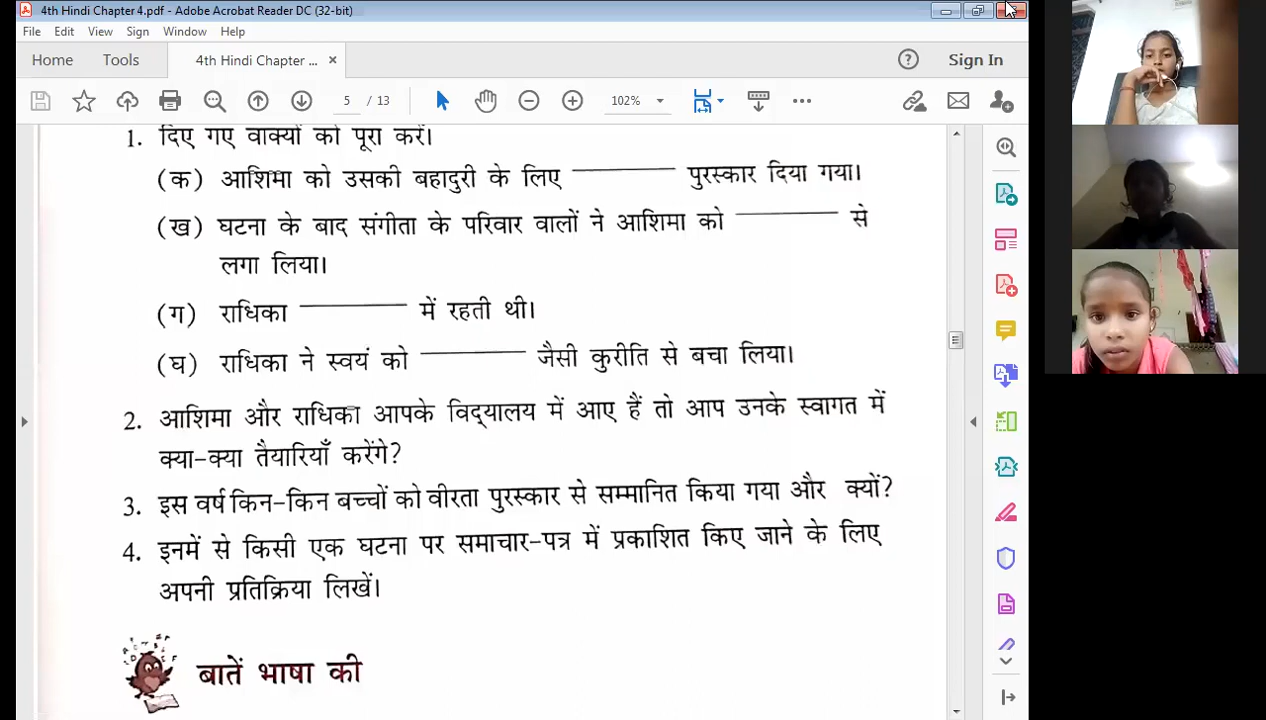 4th Hindi Chapter 4.pdf - Adobe Acrobat Reader DC (32-bit)
File Edit View Sign Window Help
Home Tools 4th Hindi Chapter ... × Sign In
5 / 13 102%
1. दिए गए वाक्यों को पूरा करें।
(क) आशिमा को उसकी बहादुरी के लिए ________ पुरस्कार दिया गया।
(ख) घटना के बाद संगीता के परिवार वालों ने आशिमा को ________ से
लगा लिया।
(ग) राधिका ________ में रहती थी।
(घ) राधिका ने स्वयं को ________ जैसी कुरीति से बचा लिया।
2. आशिमा और राधिका आपके विद्यालय में आए हैं तो आप उनके स्वागत में
क्या-क्या तैयारियाँ करेंगे?
3. इस वर्ष किन-किन बच्चों को वीरता पुरस्कार से सम्मानित किया गया और क्यों?
4. इनमें से किसी एक घटना पर समाचार-पत्र में प्रकाशित किए जाने के लिए
अपनी प्रतिक्रिया लिखें।
बातें भाषा की